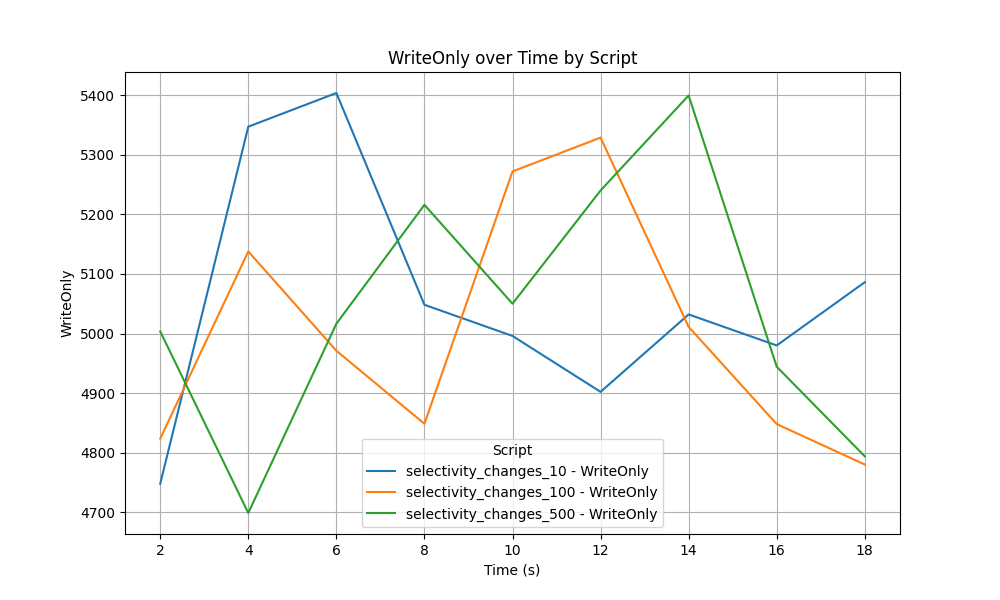 WriteOnly over Time by Script
WriteOnly
5400
5300
5200
5100
5000
4900
4800
4700
Script
selectivity_changes_10 - WriteOnly
selectivity_changes_100 - WriteOnly
selectivity_changes_500 - WriteOnly
2 4 6 8 10 12 14 16 18
Time (s)